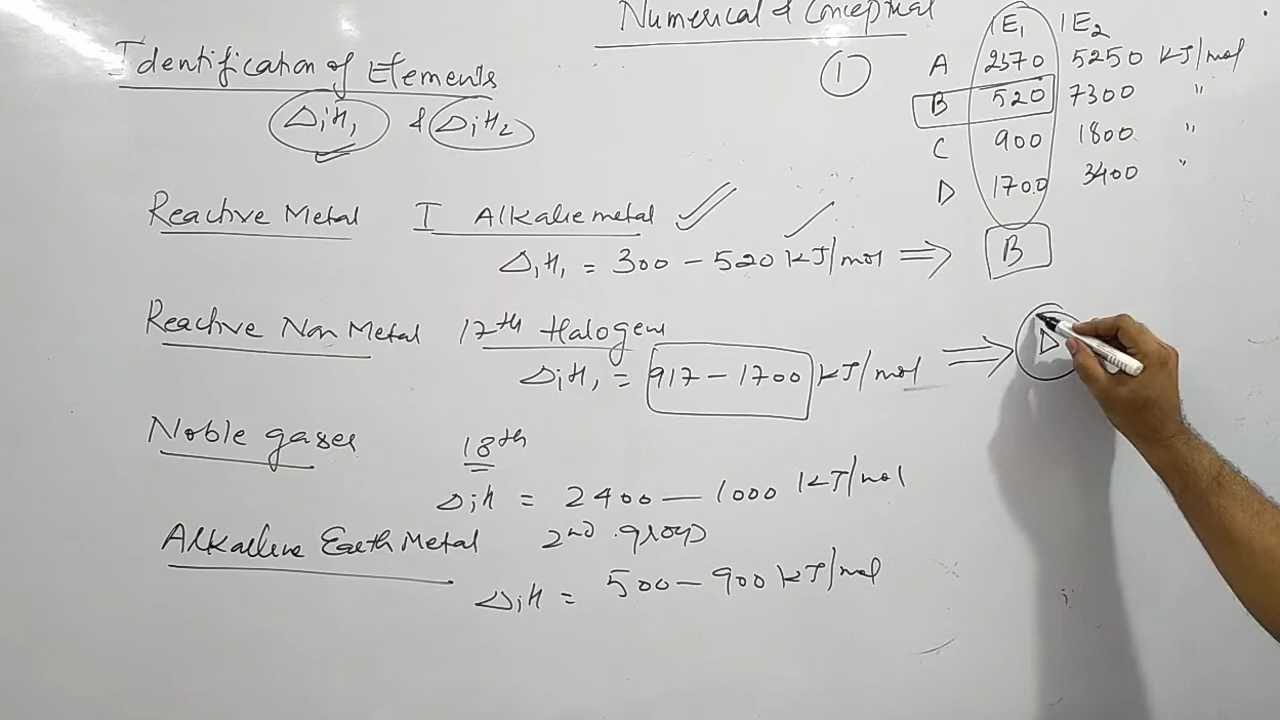 Numerical & Conceptual
Identification of Elements
ΔiH₁ & ΔiH₂
①
IE₁ IE₂
A 2370 5250 KJ/mol
B 520 7300 "
C 900 1800 "
D 1700 3400 "
Reactive Metal I Alkalie metal
ΔiH₁ = 300 – 520 KJ/mol ⇒ B
Reactive Non Metal 17th Halogen
ΔiH₁ = 917 – 1700 KJ/mol ⇒ D
Noble gases 18th
ΔiH = 2400 — 1000 KJ/mol
Alkaline Earth Metal 2nd group
ΔiH = 500 – 900 KJ/mol